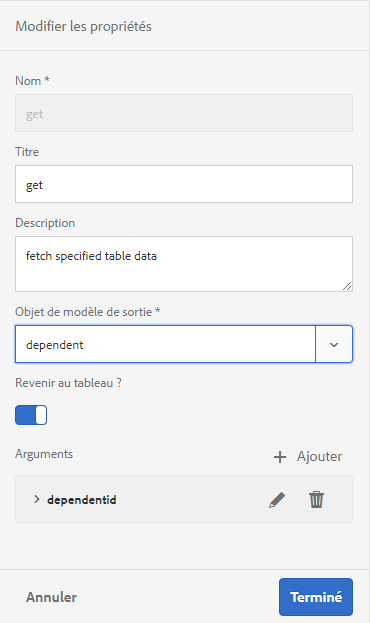 Modifier les propriétés
Nom *
get
Titre
get
Description
fetch specified table data
Objet de modèle de sortie *
dependent
Revenir au tableau ?
Arguments
Ajouter
dependentid
Annuler
Terminé